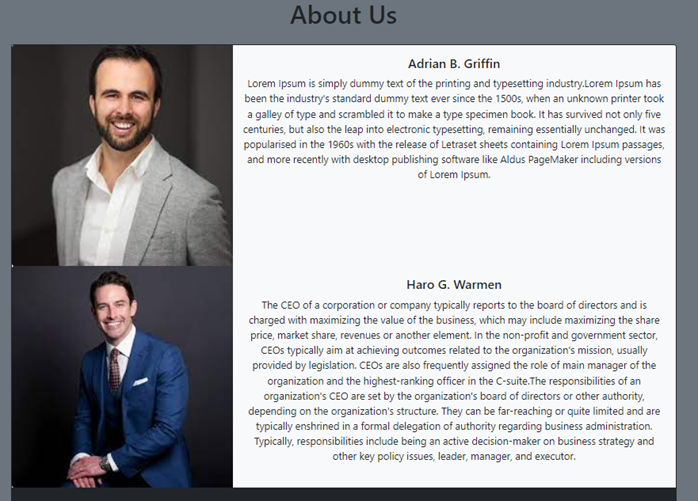 About Us
Adrian B. Griffin
Lorem Ipsum is simply dummy text of the printing and typesetting industry.Lorem Ipsum has
been the industry's standard dummy text ever since the 1500s, when an unknown printer took
a galley of type and scrambled it to make a type specimen book. It has survived not only five
centuries, but also the leap into electronic typesetting, remaining essentially unchanged. It was
popularised in the 1960s with the release of Letraset sheets containing Lorem Ipsum passages,
and more recently with desktop publishing software like Aldus PageMaker including versions
of Lorem Ipsum.
Haro G. Warmen
The CEO of a corporation or company typically reports to the board of directors and is
charged with maximizing the value of the business, which may include maximizing the share
price, market share, revenues or another element. In the non-profit and government sector,
CEOs typically aim at achieving outcomes related to the organization's mission, usually
provided by legislation. CEOs are also frequently assigned the role of main manager of the
organization and the highest-ranking officer in the C-suite.The responsibilities of an
organization's CEO are set by the organization's board of directors or other authority,
depending on the organization's structure. They can be far-reaching or quite limited and are
typically enshrined in a formal delegation of authority regarding business administration.
Typically, responsibilities include being an active decision-maker on business strategy and
other key policy issues, leader, manager, and executor.